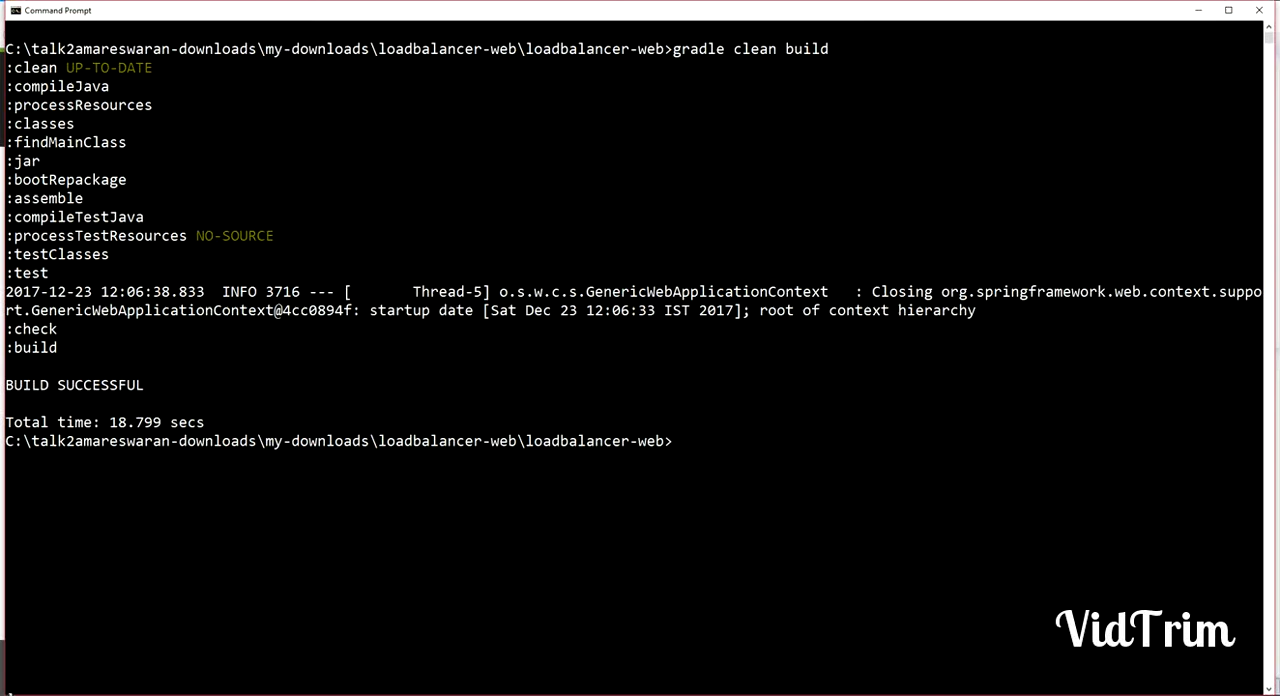 Command Prompt
C:\talk2amareswaran-downloads\my-downloads\loadbalancer-web\loadbalancer-web>gradle clean build
:clean UP-TO-DATE
:compileJava
:processResources
:classes
:findMainClass
:jar
:bootRepackage
:assemble
:compileTestJava
:processTestResources NO-SOURCE
:testClasses
:test
2017-12-23 12:06:38.833  INFO 3716 --- [       Thread-5] o.s.w.c.s.GenericWebApplicationContext   : Closing org.springframework.web.context.suppo
rt.GenericWebApplicationContext@4cc0894f: startup date [Sat Dec 23 12:06:33 IST 2017]; root of context hierarchy
:check
:build
BUILD SUCCESSFUL
Total time: 18.799 secs
C:\talk2amareswaran-downloads\my-downloads\loadbalancer-web\loadbalancer-web>
VidTrim